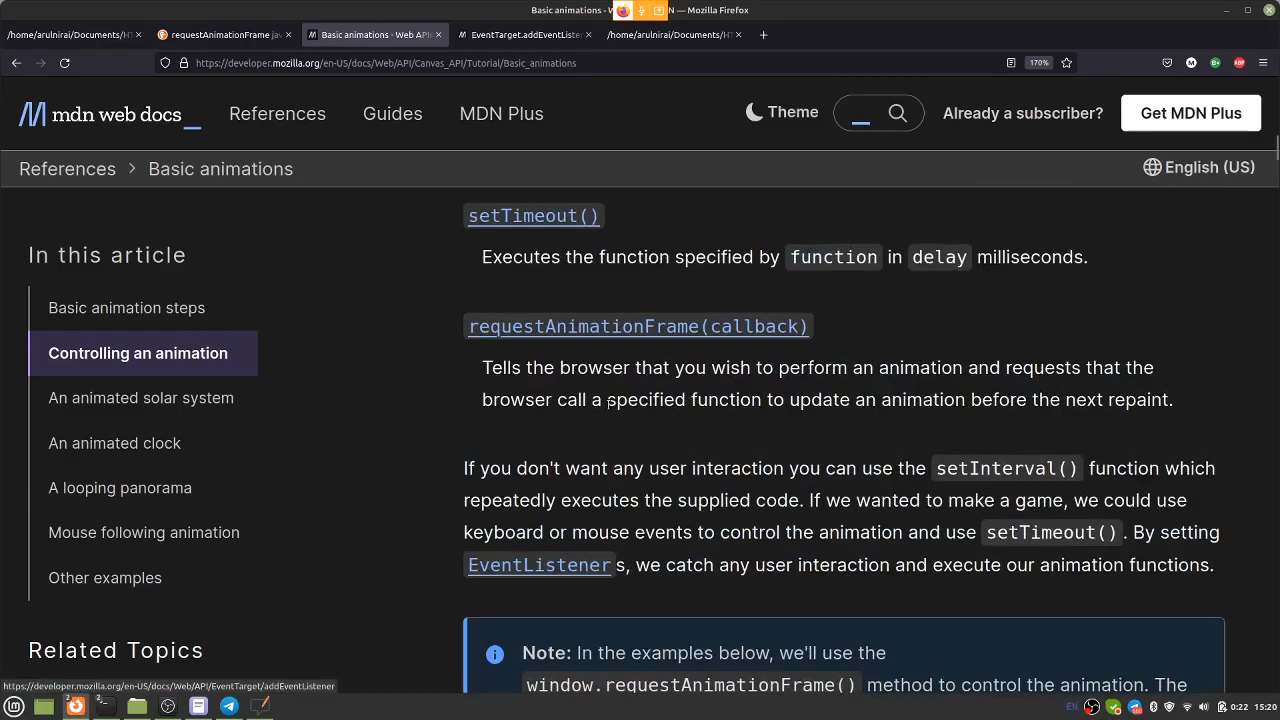 Basic animations - W N — Mozilla Firefox
/home/arulnirai/Documents/HT
requestAnimationFrame jav
Basic animations - Web APIs
EventTarget.addEventListe
/home/arulnirai/Documents/HT
https://developer.mozilla.org/en-US/docs/Web/API/Canvas_API/Tutorial/Basic_animations
170%
mdn web docs_
References
Guides
MDN Plus
Theme
Already a subscriber?
Get MDN Plus
References > Basic animations
English (US)
In this article
Basic animation steps
Controlling an animation
An animated solar system
An animated clock
A looping panorama
Mouse following animation
Other examples
Related Topics
setTimeout()
Executes the function specified by function in delay milliseconds.
requestAnimationFrame(callback)
Tells the browser that you wish to perform an animation and requests that the
browser call a specified function to update an animation before the next repaint.
If you don't want any user interaction you can use the setInterval() function which
repeatedly executes the supplied code. If we wanted to make a game, we could use
keyboard or mouse events to control the animation and use setTimeout(). By setting
EventListeners, we catch any user interaction and execute our animation functions.
Note: In the examples below, we'll use the
window.requestAnimationFrame() method to control the animation. The
https://developer.mozilla.org/en-US/docs/Web/API/EventTarget/addEventListener
EN
0:22
15:20